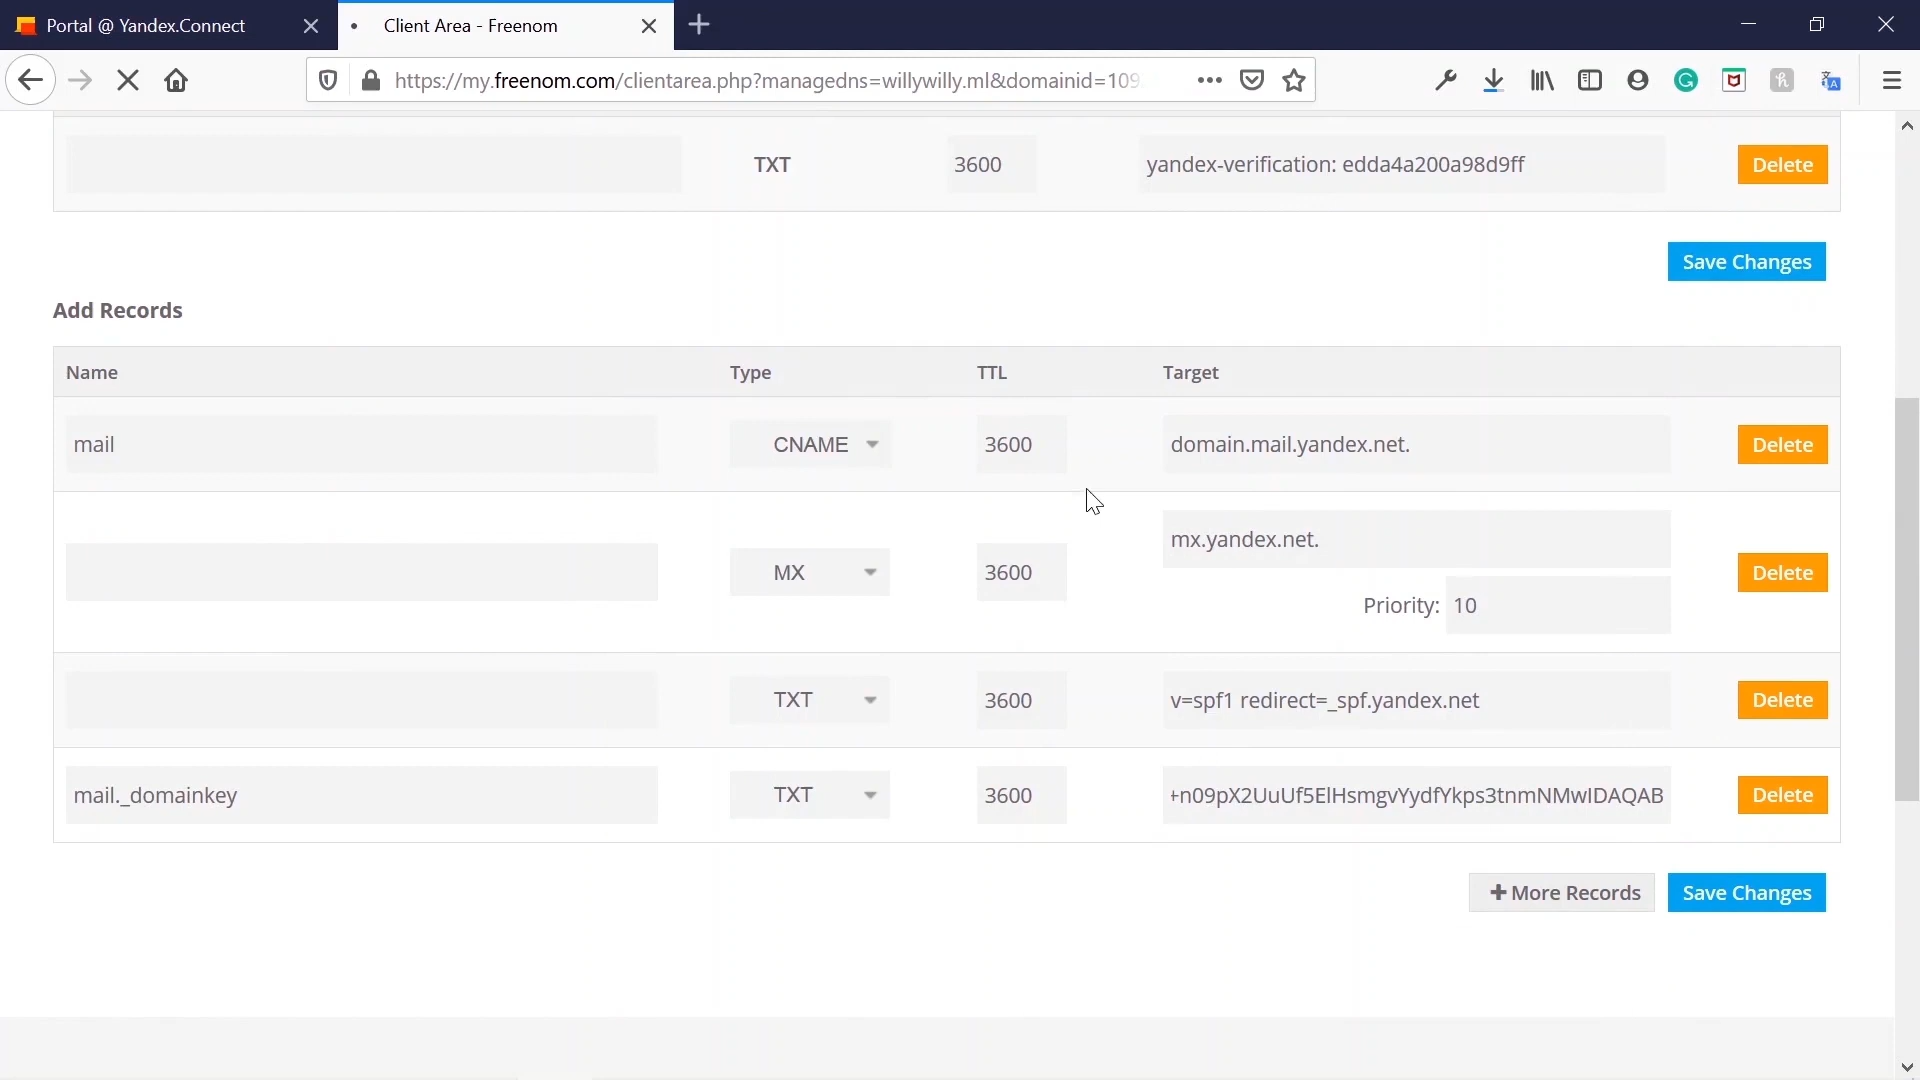 Portal @ Yandex.Connect
Client Area - Freenom
https://my.freenom.com/clientarea.php?managedns=willywilly.ml&domainid=109
TXT 3600 yandex-verification: edda4a200a98d9ff Delete
Save Changes
Add Records
Name Type TTL Target
mail CNAME 3600 domain.mail.yandex.net. Delete
mx.yandex.net.
MX 3600 Delete
Priority: 10
TXT 3600 v=spf1 redirect=_spf.yandex.net Delete
mail._domainkey TXT 3600 +n09pX2UuUf5ElHsmgvYydfYkps3tnmNMwIDAQAB Delete
More Records Save Changes